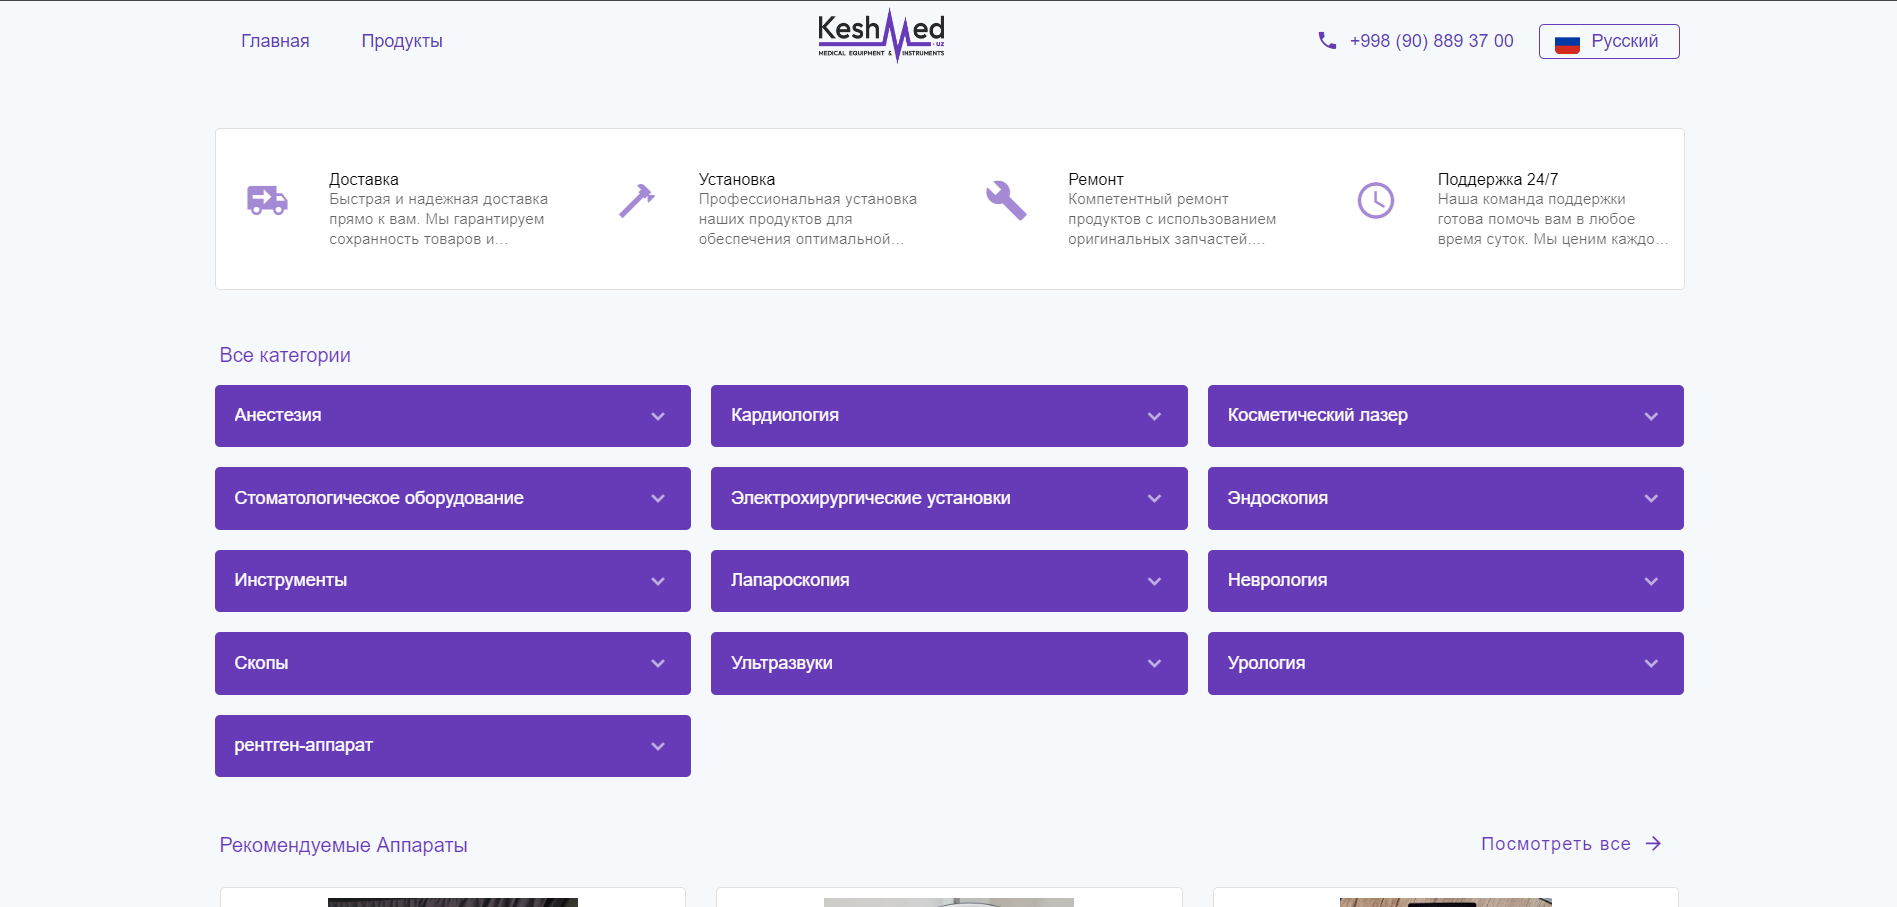 Главная
Продукты
KeshMed
.uz
MEDICAL EQUIPMENT & INSTRUMENTS
+998 (90) 889 37 00
Русский
Доставка
Быстрая и надежная доставка
прямо к вам. Мы гарантируем
сохранность товаров и...
Установка
Профессиональная установка
наших продуктов для
обеспечения оптимальной...
Ремонт
Компетентный ремонт
продуктов с использованием
оригинальных запчастей....
Поддержка 24/7
Наша команда поддержки
готова помочь вам в любое
время суток. Мы ценим каждо...
Все категории
Анестезия
Кардиология
Косметический лазер
Стоматологическое оборудование
Электрохирургические установки
Эндоскопия
Инструменты
Лапароскопия
Неврология
Скопы
Ультразвуки
Урология
рентген-аппарат
Рекомендуемые Аппараты
Посмотреть все